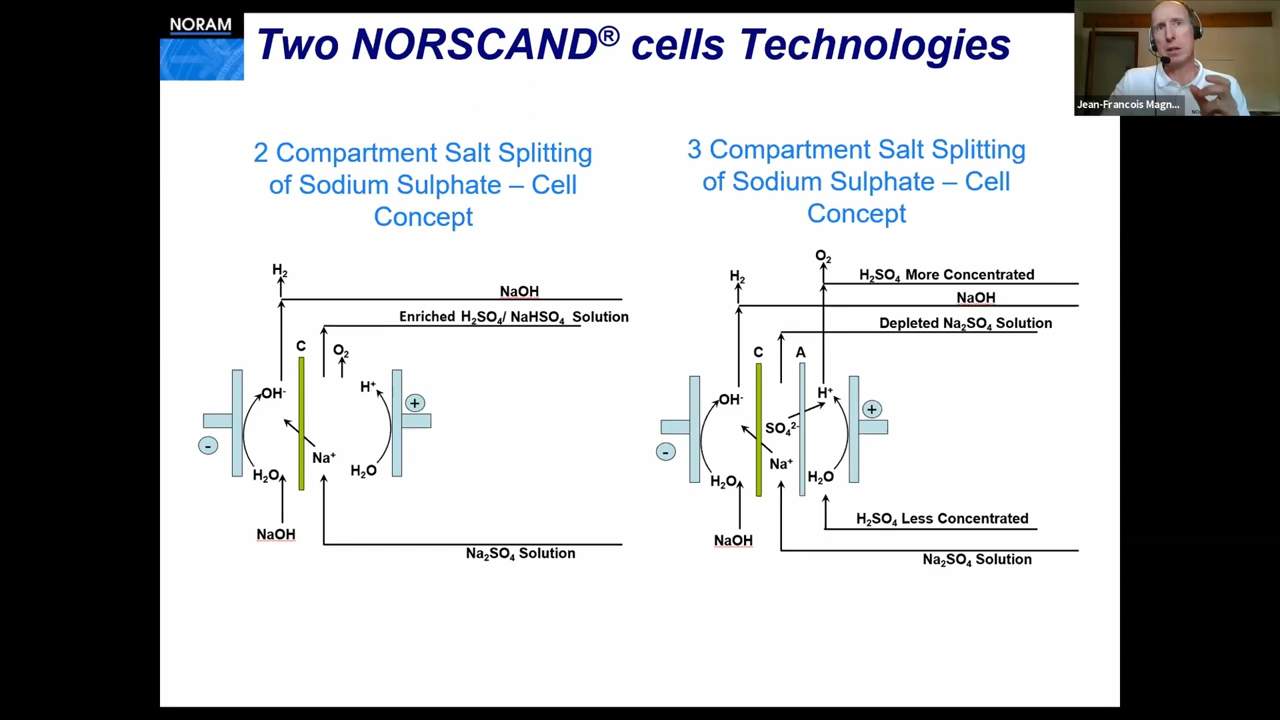 NORAM
Two NORSCAND® cells Technologies
Jean-Francois Magn...
2 Compartment Salt Splitting
of Sodium Sulphate – Cell
Concept
H₂
NaOH
Enriched H₂SO₄/ NaHSO₄ Solution
C
O₂
OH⁻
H⁺
+
-
Na⁺
H₂O
H₂O
NaOH
Na₂SO₄ Solution
3 Compartment Salt Splitting
of Sodium Sulphate – Cell
Concept
O₂
H₂
H₂SO₄ More Concentrated
NaOH
Depleted Na₂SO₄ Solution
C
A
OH⁻
H⁺
+
SO₄²⁻
-
Na⁺
H₂O
H₂O
H₂SO₄ Less Concentrated
NaOH
Na₂SO₄ Solution